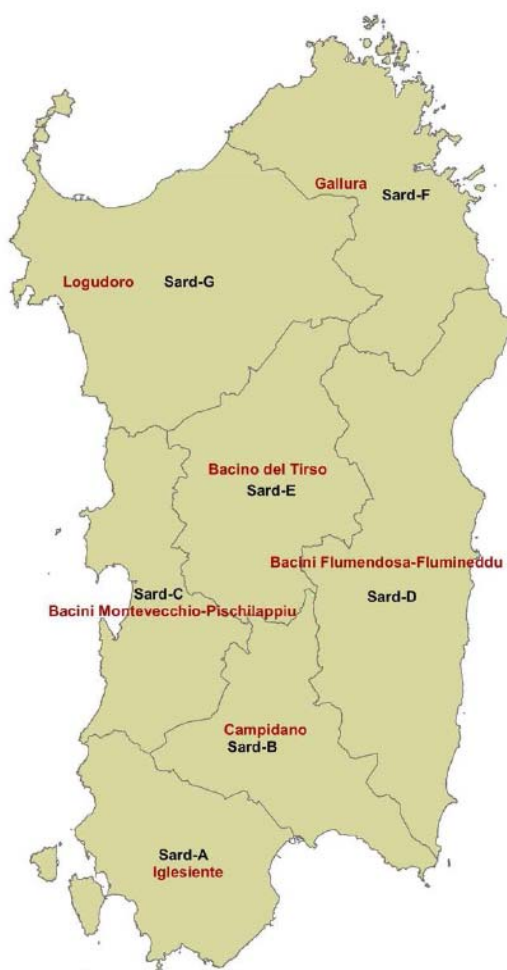 Gallura
Sard-F
Logudoro Sard-G
Bacino del Tirso
Sard-E
Bacini Flumendosa-Flumineddu
Sard-D
Sard-C
Bacini Montevecchio-Pischilappiu
Campidano
Sard-B
Sard-A
Iglesiente